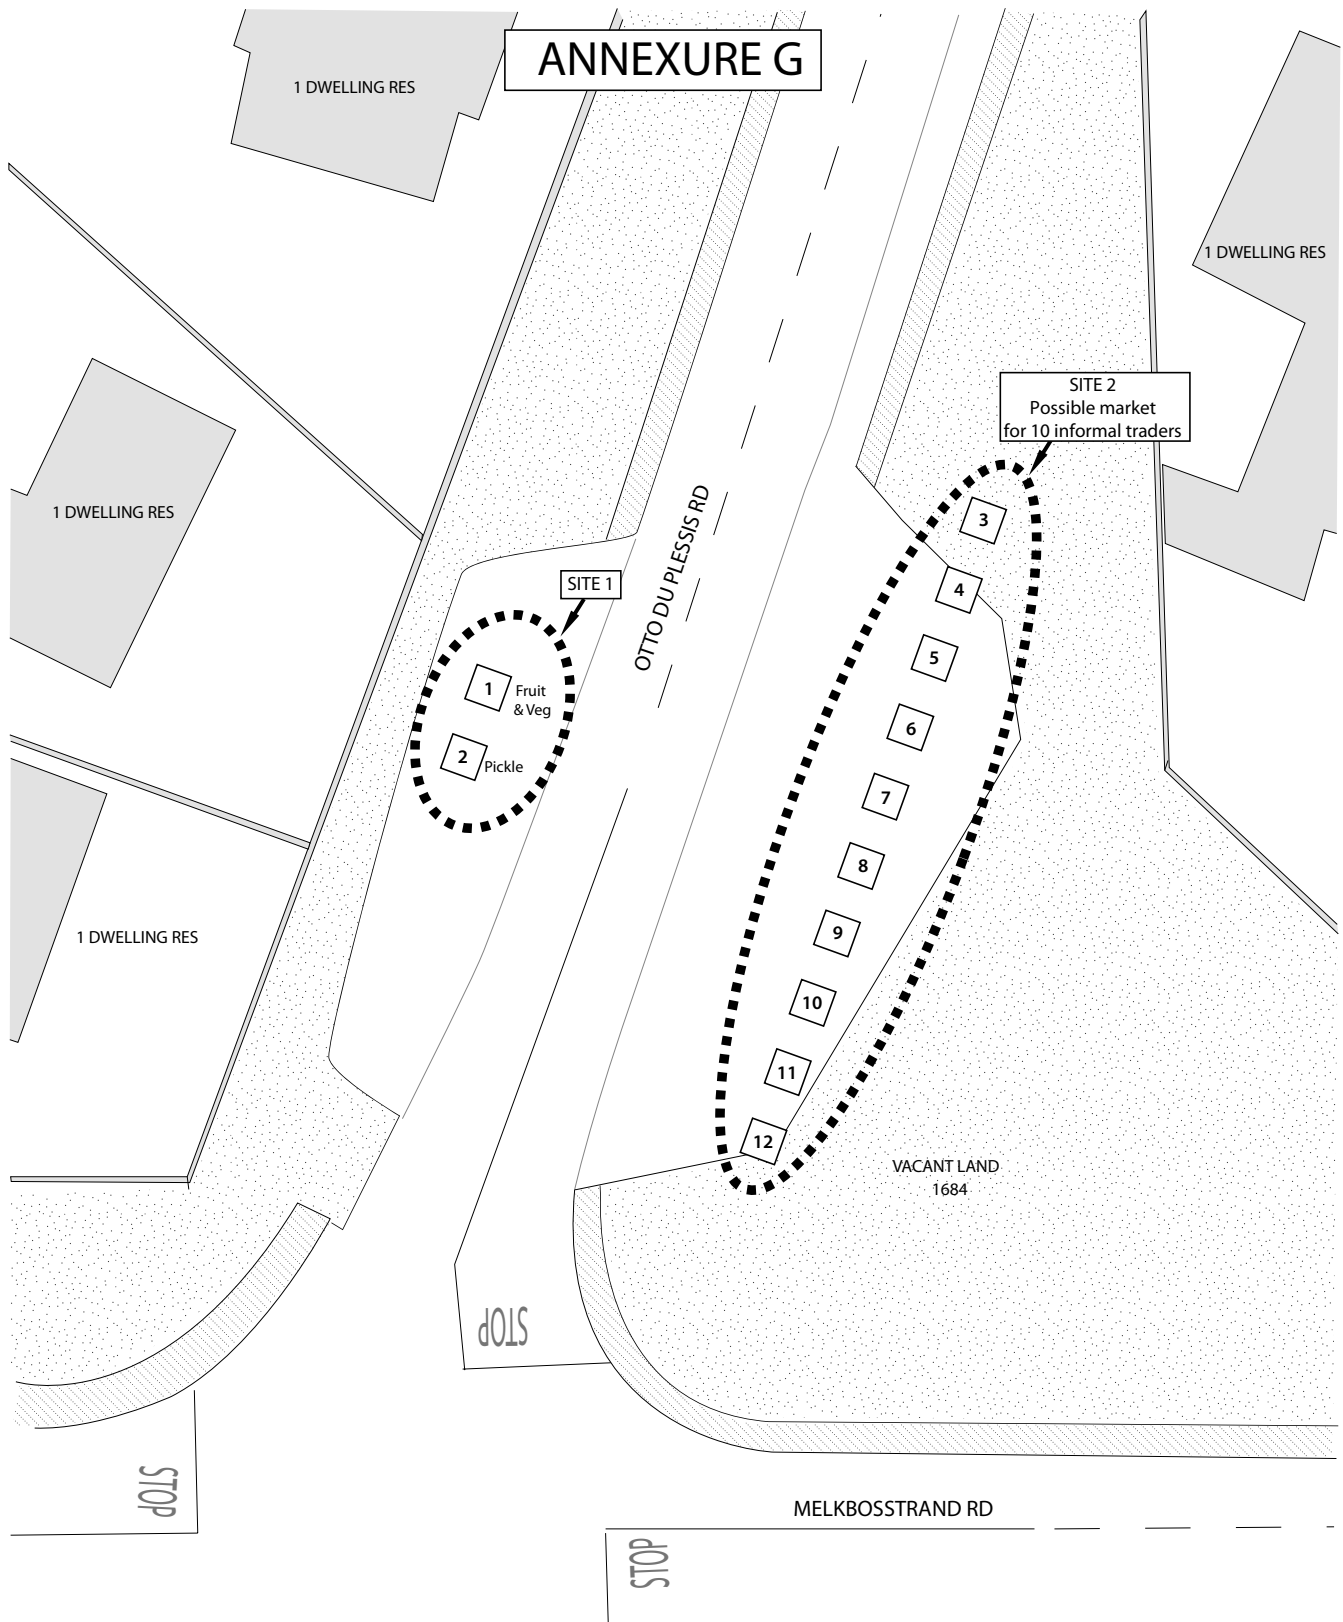 ANNEXURE G
1 DWELLING RES
1 DWELLING RES
SITE 2
Possible market
for 10 informal traders
1 DWELLING RES
OTTO DU PLESSIS RD
SITE 1
1
Fruit
& Veg
2
Pickle
3
4
5
6
7
8
9
10
11
12
1 DWELLING RES
VACANT LAND
1684
STOP
STOP
MELKBOSSTRAND RD
STOP